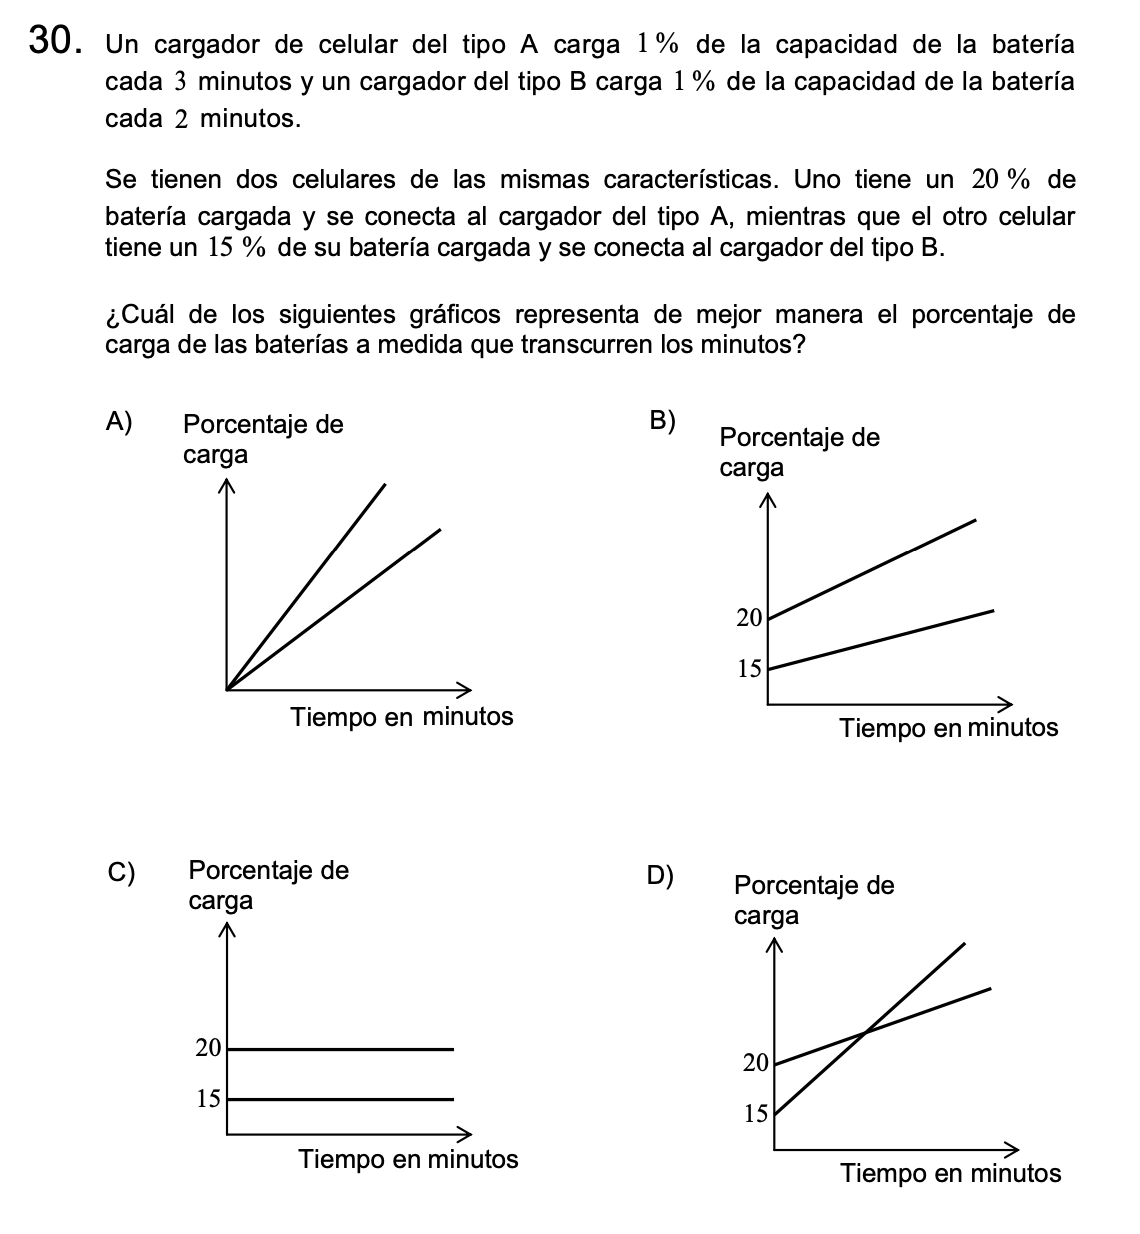 30. Un cargador de celular del tipo A carga 1 % de la capacidad de la batería
cada 3 minutos y un cargador del tipo B carga 1 % de la capacidad de la batería
cada 2 minutos.
Se tienen dos celulares de las mismas características. Uno tiene un 20 % de
batería cargada y se conecta al cargador del tipo A, mientras que el otro celular
tiene un 15 % de su batería cargada y se conecta al cargador del tipo B.
¿Cuál de los siguientes gráficos representa de mejor manera el porcentaje de
carga de las baterías a medida que transcurren los minutos?
A) Porcentaje de
carga
Tiempo en minutos
B) Porcentaje de
carga
20
15
Tiempo en minutos
C) Porcentaje de
carga
20
15
Tiempo en minutos
D) Porcentaje de
carga
20
15
Tiempo en minutos